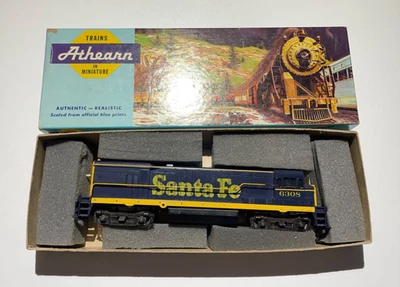 TRAINS
Athearn
IN
MINIATURE
AUTHENTIC — REALISTIC
Scaled from official blue prints
Santa Fe
6308